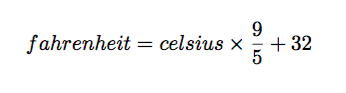 fahrenheit = celsius × 9/5 + 32